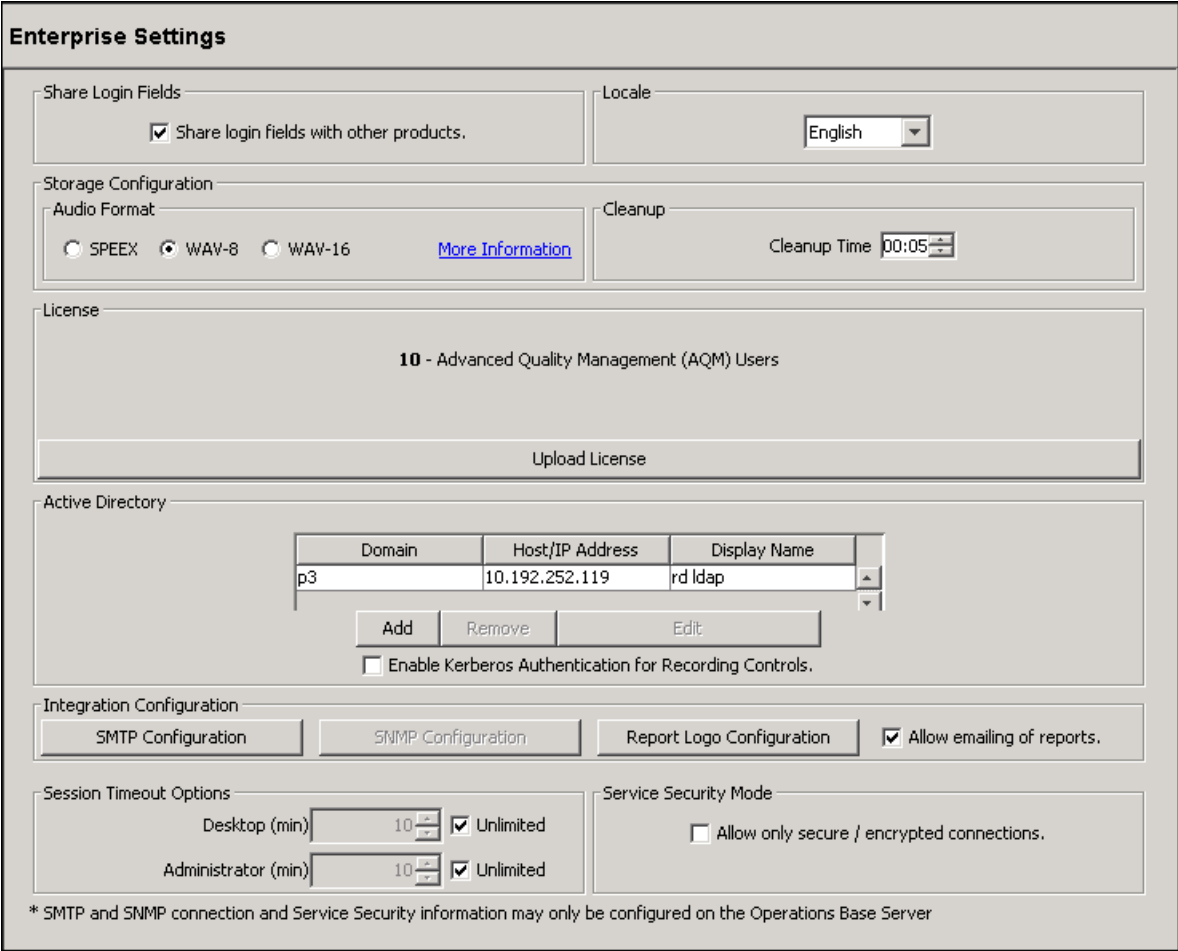 Enterprise Settings
Share Login Fields
Share login fields with other products.
Locale
English
Storage Configuration
Audio Format
SPEEX WAV-8 WAV-16 More Information
Cleanup
Cleanup Time 00:05
License
10 - Advanced Quality Management (AQM) Users
Upload License
Active Directory
Domain Host/IP Address Display Name
p3 10.192.252.119 rd ldap
Add Remove Edit
Enable Kerberos Authentication for Recording Controls.
Integration Configuration
SMTP Configuration SNMP Configuration Report Logo Configuration Allow emailing of reports.
Session Timeout Options
Desktop (min) 10 Unlimited
Administrator (min) 10 Unlimited
Service Security Mode
Allow only secure / encrypted connections.
* SMTP and SNMP connection and Service Security information may only be configured on the Operations Base Server